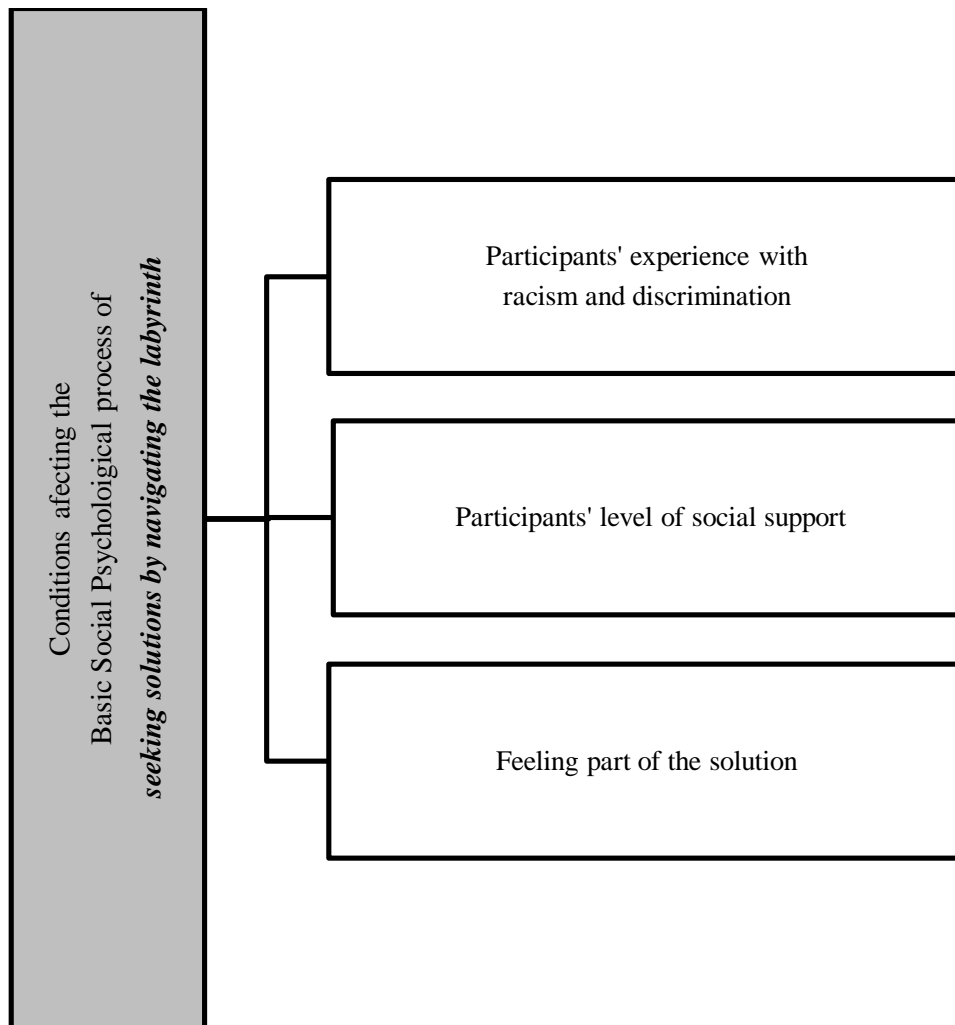 Conditions afecting the
Basic Social Psycholoigical process of
seeking solutions by navigating the labyrinth
Participants' experience with
racism and discrimination
Participants' level of social support
Feeling part of the solution